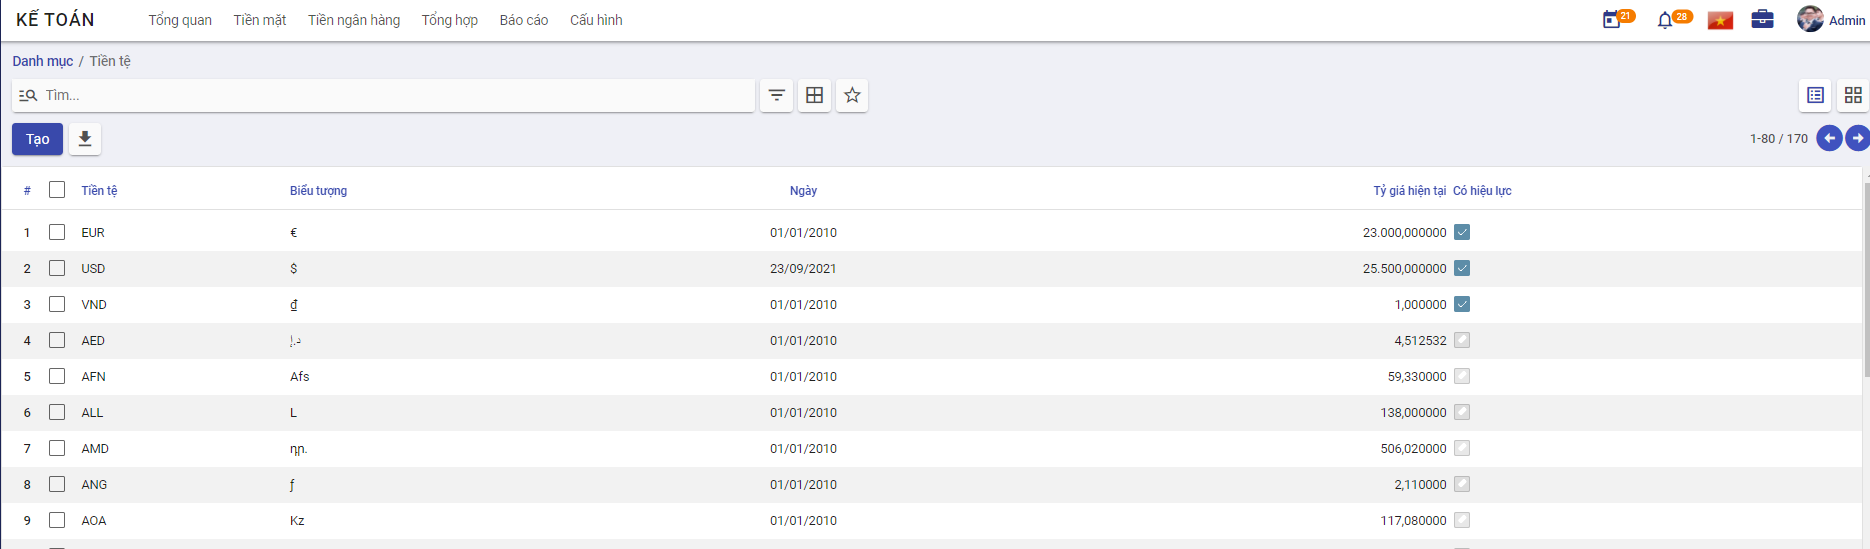 KẾ TOÁN Tổng quan Tiền mặt Tiền ngân hàng Tổng hợp Báo cáo Cấu hình 21 28 Admin
Danh mục / Tiền tệ
Tìm...
Tạo 1-80 / 170
# Tiền tệ Biểu tượng Ngày Tỷ giá hiện tại Có hiệu lực
1 EUR € 01/01/2010 23.000,000000
2 USD $ 23/09/2021 25.500,000000
3 VND ₫ 01/01/2010 1,000000
4 AED د.إ 01/01/2010 4,512532
5 AFN Afs 01/01/2010 59,330000
6 ALL L 01/01/2010 138,000000
7 AMD դր. 01/01/2010 506,020000
8 ANG ƒ 01/01/2010 2,110000
9 AOA Kz 01/01/2010 117,080000